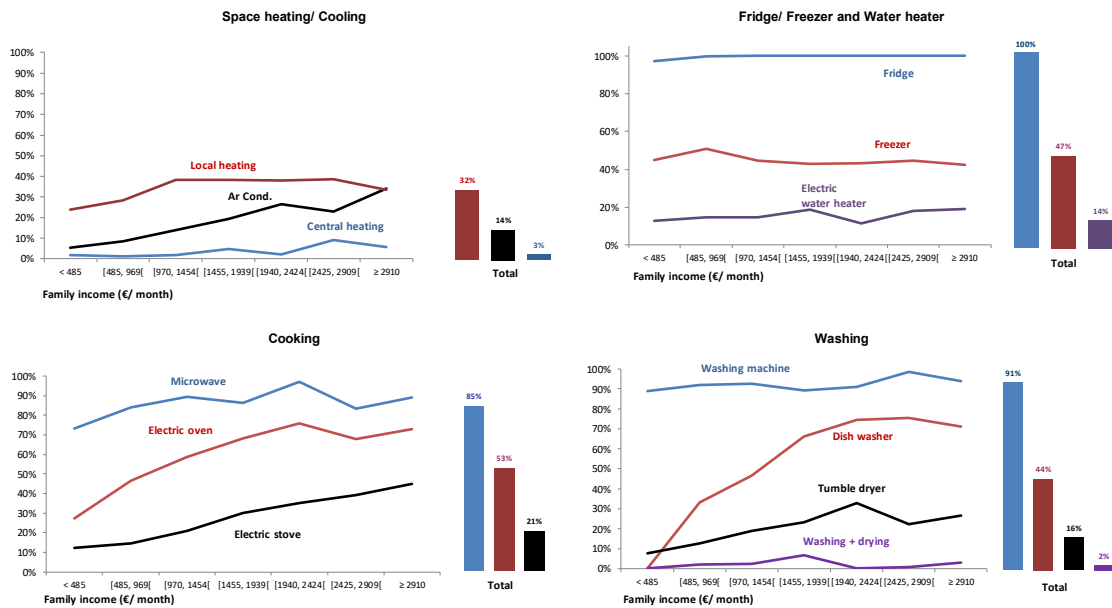 Space heating/ Cooling
100%
90%
80%
70%
60%
50%
40%
30%
20%
10%
0%
Local heating
Ar Cond.
Central heating
32%
14%
3%
< 485 [485, 969[ [970, 1454[ [1455, 1939[ [1940, 2424[ [2425, 2909[ ≥ 2910
Total
Family income (€/ month)
Fridge/ Freezer and Water heater
100%
80%
60%
40%
20%
0%
Fridge
Freezer
Electric
water heater
100%
47%
14%
< 485 [485, 969[ [970, 1454[ [1455, 1939[ [1940, 2424[ [2425, 2909[ ≥ 2910
Total
Family income (€/ month)
Cooking
100%
90%
80%
70%
60%
50%
40%
30%
20%
10%
0%
Microwave
Electric oven
Electric stove
85%
53%
21%
< 485 [485, 969[ [970, 1454[ [1455, 1939[ [1940, 2424[ [2425, 2909[ ≥ 2910
Total
Family income (€/ month)
Washing
100%
90%
80%
70%
60%
50%
40%
30%
20%
10%
0%
Washing machine
Dish washer
Tumble dryer
Washing + drying
91%
44%
16%
2%
< 485 [485, 969[ [970, 1454[ [1455, 1939[ [1940, 2424[ [2425, 2909[ ≥ 2910
Total
Family income (€/ month)